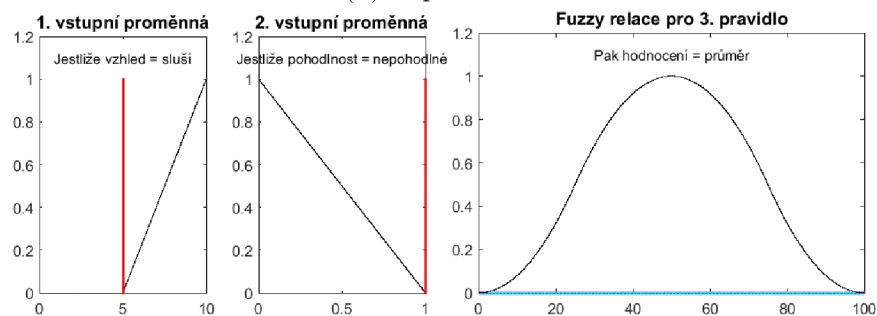 1. vstupní proměnná
1.2
Jestliže vzhled = sluší
1
0.8
0.6
0.4
0.2
0
0 5 10
2. vstupní proměnná
1.2
Jestliže pohodlnost = nepohodlné
1
0.8
0.6
0.4
0.2
0
0 0.5 1
Fuzzy relace pro 3. pravidlo
1.2
Pak hodnocení = průměr
1
0.8
0.6
0.4
0.2
0
0 20 40 60 80 100